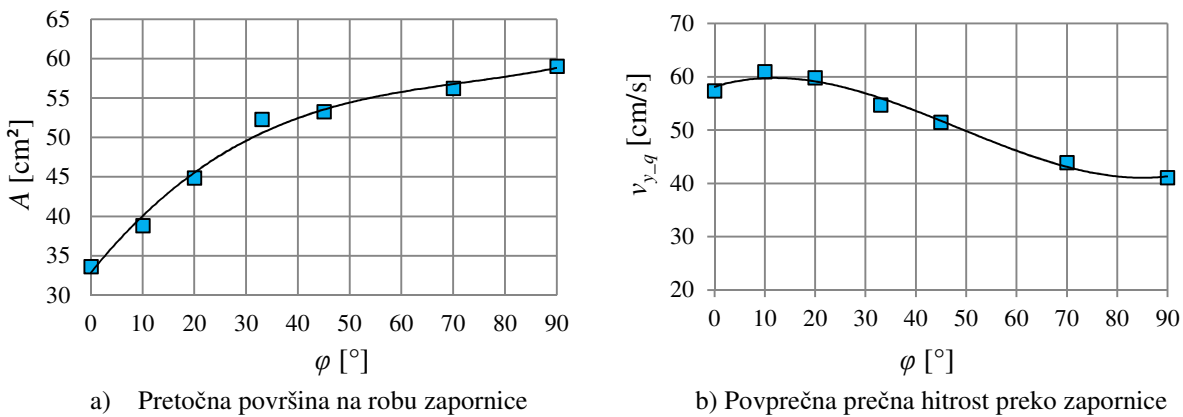 65
60
55
50
45
40
35
30
A [cm²]
0 10 20 30 40 50 60 70 80 90
φ [°]
a) Pretočna površina na robu zapornice
70
60
50
40
30
20
v_{y_q} [cm/s]
0 10 20 30 40 50 60 70 80 90
φ [°]
b) Povprečna prečna hitrost preko zapornice